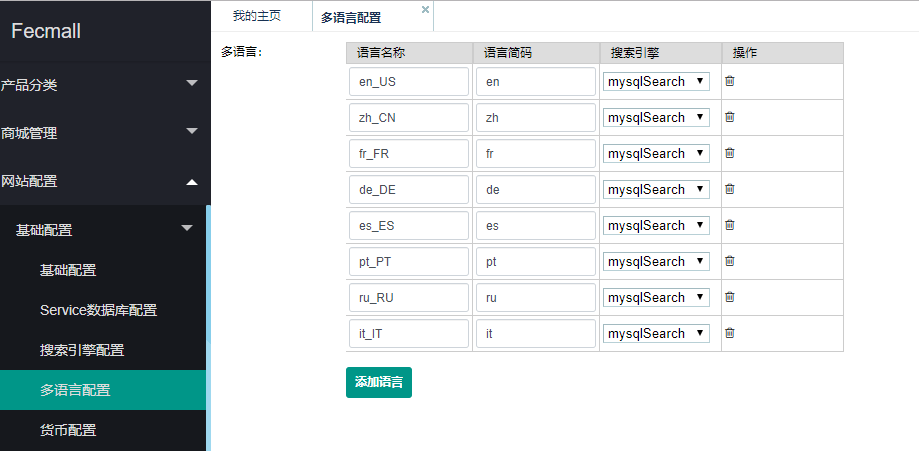 Fecmall
产品分类
商城管理
网站配置
基础配置
基础配置
Service数据库配置
搜索引擎配置
多语言配置
货币配置
我的主页 多语言配置
多语言:
语言名称 语言简码 搜索引擎 操作
en_US en mysqlSearch
zh_CN zh mysqlSearch
fr_FR fr mysqlSearch
de_DE de mysqlSearch
es_ES es mysqlSearch
pt_PT pt mysqlSearch
ru_RU ru mysqlSearch
it_IT it mysqlSearch
添加语言